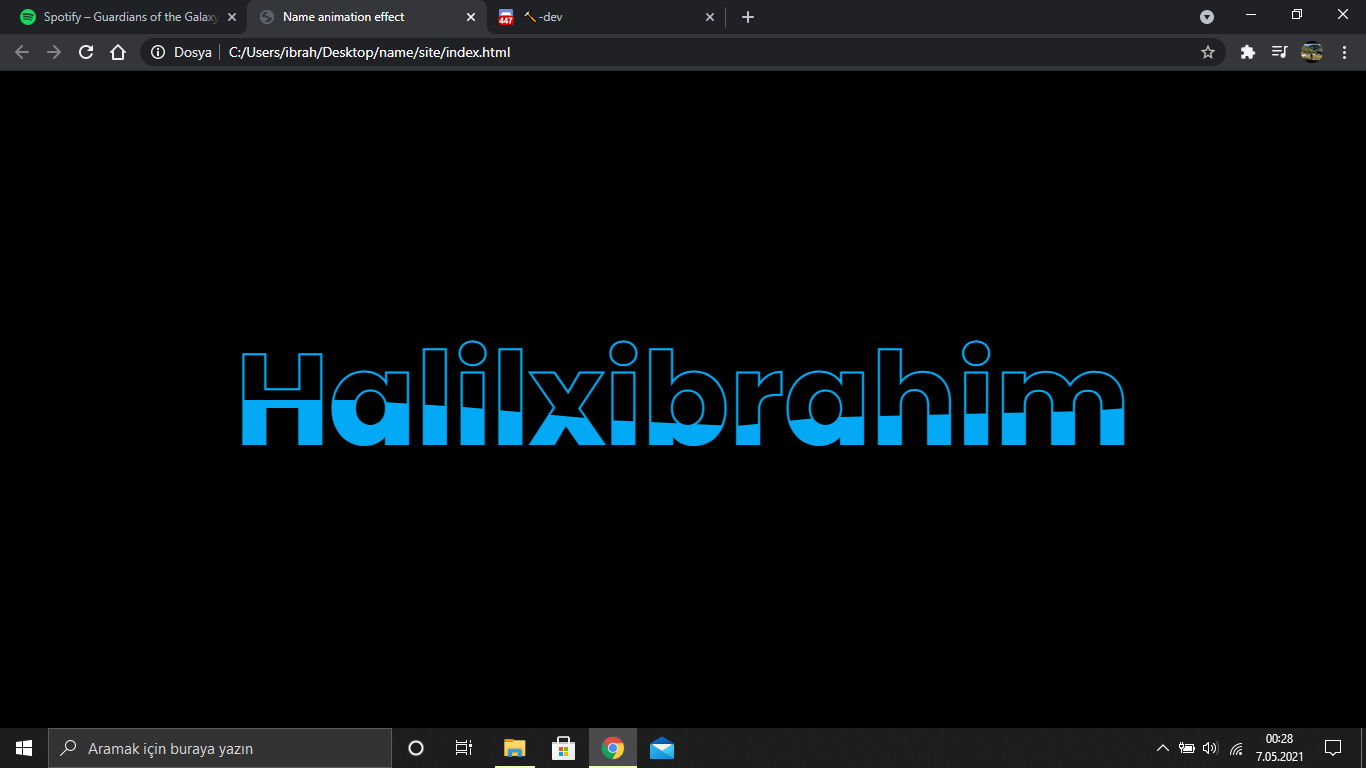 Spotify – Guardians of the Galaxy
Name animation effect
447
-dev
Dosya
C:/Users/ibrah/Desktop/name/site/index.html
Halilxibrahim
Aramak için buraya yazın
00:28
7.05.2021